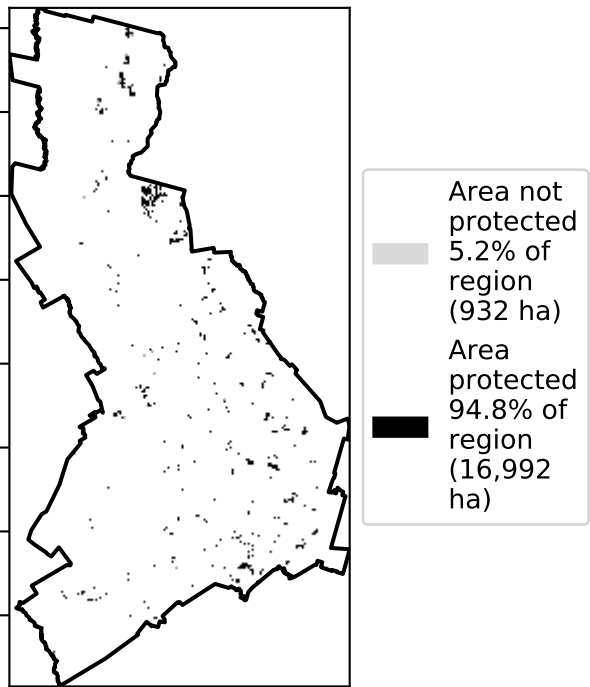 Area not
protected
5.2% of
region
(932 ha)
Area
protected
94.8% of
region
(16,992
ha)